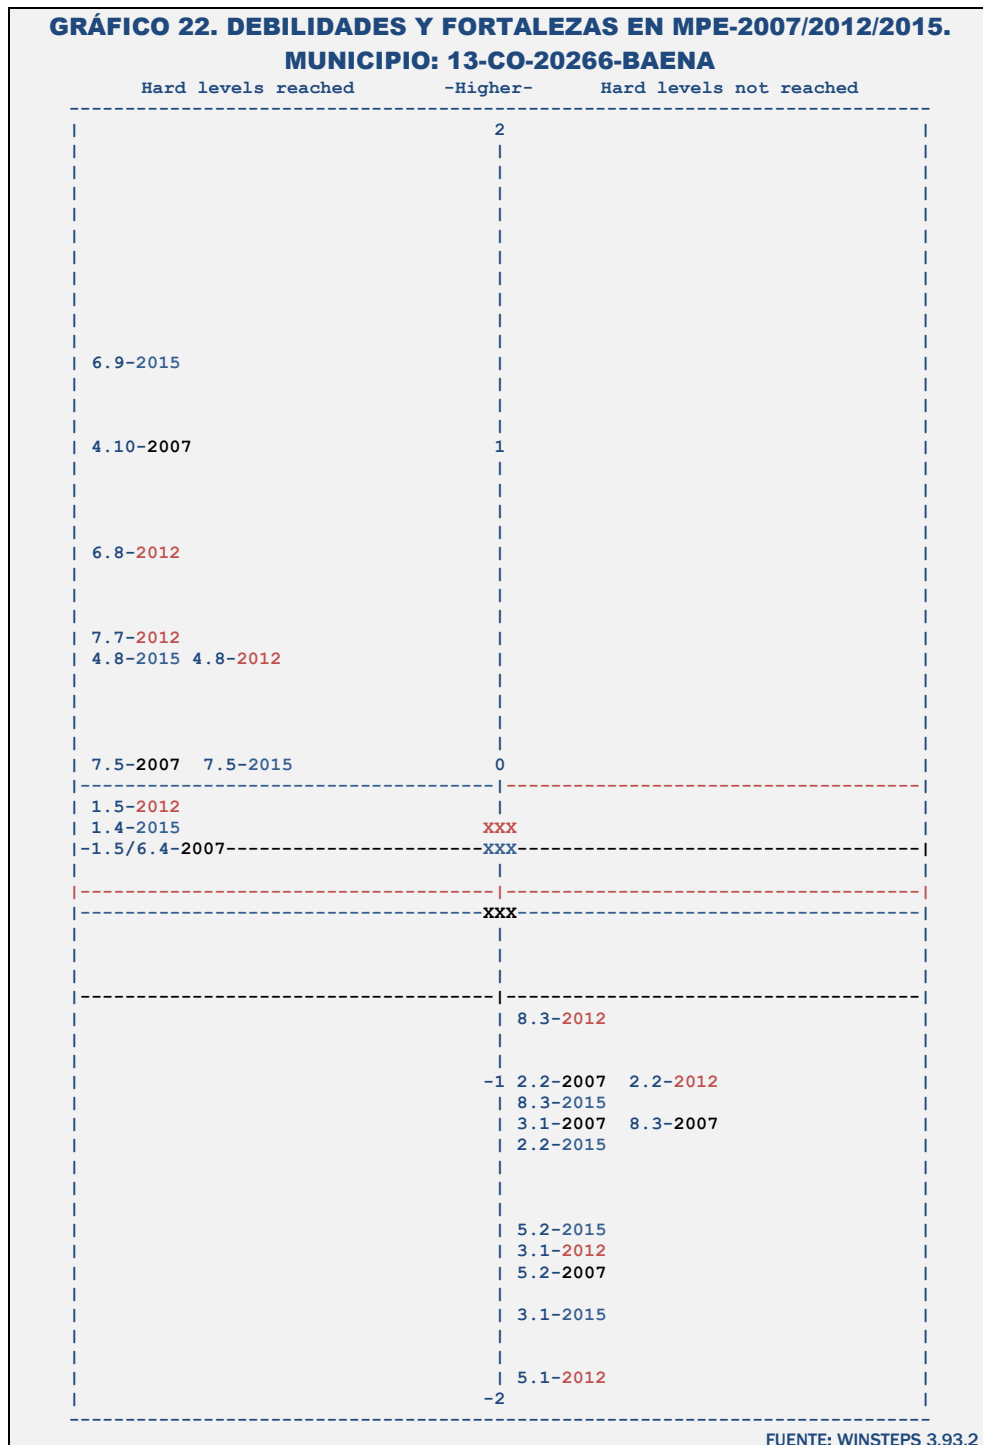 GRÁFICO 22. DEBILIDADES Y FORTALEZAS EN MPE-2007/2012/2015.
MUNICIPIO: 13-CO-20266-BAENA
Hard levels reached -Higher- Hard levels not reached
2
6.9-2015
4.10-2007 1
6.8-2012
7.7-2012
4.8-2015 4.8-2012
7.5-2007 7.5-2015 0
1.5-2012
1.4-2015 XXX
-1.5/6.4-2007 XXX
XXX
8.3-2012
-1 2.2-2007 2.2-2012
8.3-2015
3.1-2007 8.3-2007
2.2-2015
5.2-2015
3.1-2012
5.2-2007
3.1-2015
5.1-2012
-2
FUENTE: WINSTEPS 3.93.2